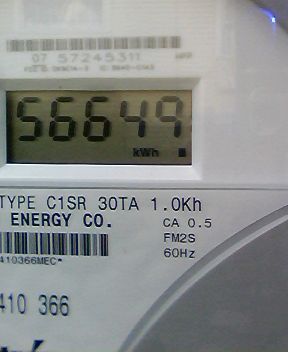 07 57245311
56649
kWh
TYPE C1SR 30TA 1.0Kh
ENERGY CO.
CA 0.5
FM2S
60Hz
410366MEC*
410 366